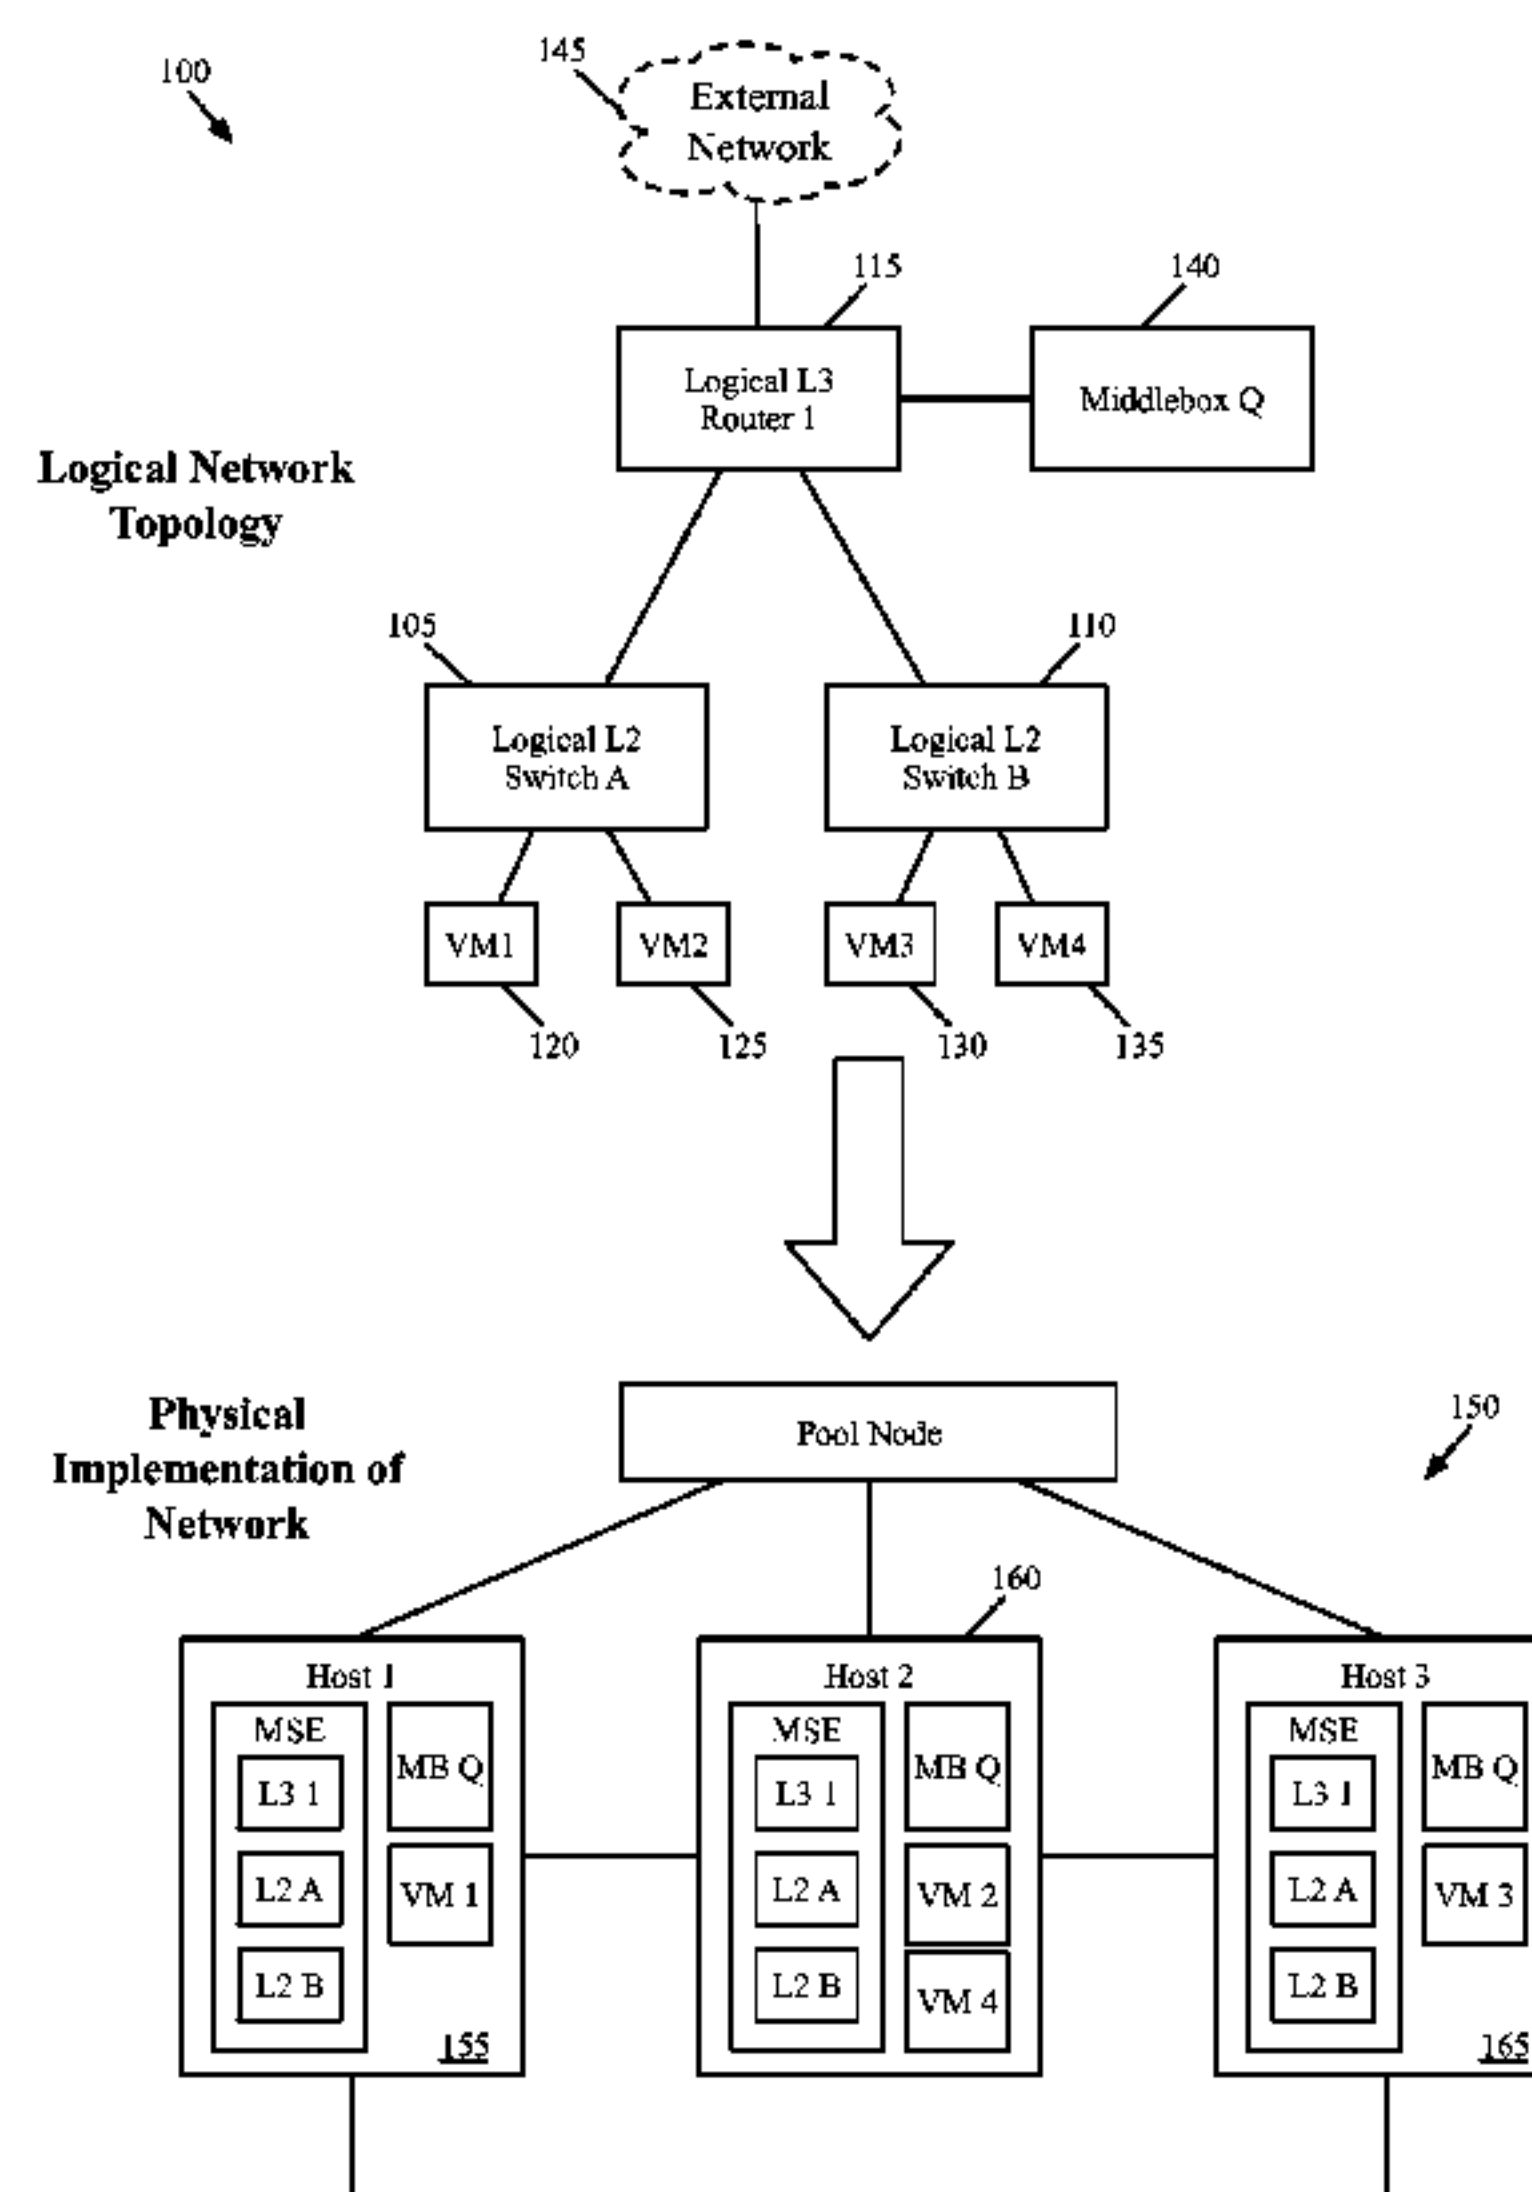 100
145
External
Network
115
140
Logical L3
Router 1
Middlebox Q
Logical Network
Topology
105
110
Logical L2
Switch A
Logical L2
Switch B
VM1
VM2
VM3
VM4
120
125
130
135
Physical
Implementation of
Network
Pool Node
150
160
Host 1
MSE
L3 1
L2 A
L2 B
MB Q
VM 1
155
Host 2
MSE
L3 1
L2 A
L2 B
MB Q
VM 2
VM 4
Host 3
MSE
L3 1
L2 A
L2 B
MB Q
VM 3
165